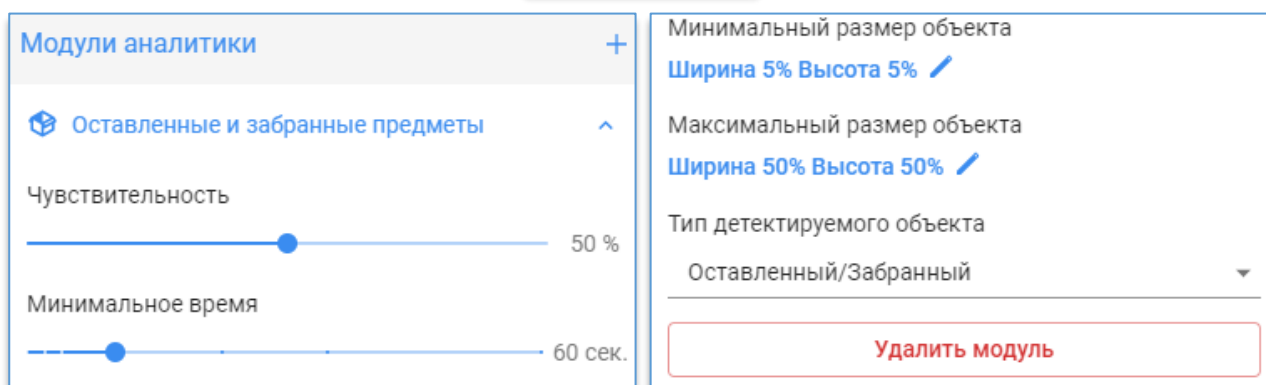 Модули аналитики
Оставленные и забранные предметы
Чувствительность
50 %
Минимальное время
60 сек.
Минимальный размер объекта
Ширина 5% Высота 5%
Максимальный размер объекта
Ширина 50% Высота 50%
Тип детектируемого объекта
Оставленный/Забранный
Удалить модуль